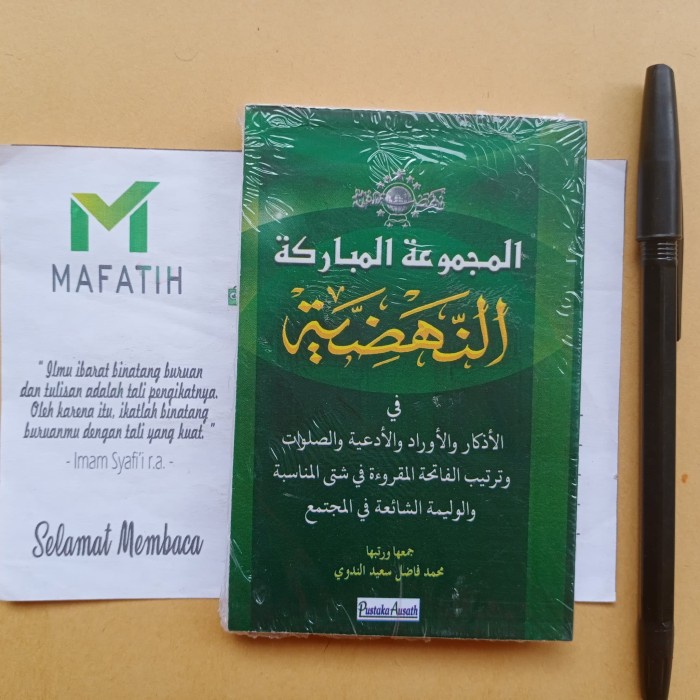 MAFATIH
" Ilmu ibarat binatang buruan
dan tulisan adalah tali pengikatnya.
Oleh karena itu, ikatlah binatang
buruanmu dengan tali yang kuat. "
- Imam Syafi'i r.a. -
Selamat Membaca
المجموعة المباركة
النَّهَضِيَّة
في
الأذكار والأوراد والأدعية والصلوات
وترتيب الفاتحة المقروءة في شتى المناسبة
والوليمة الشائعة في المجتمع
جمعها ورتبها
محمد فاضل سعيد الندوي
Pustaka Ausath